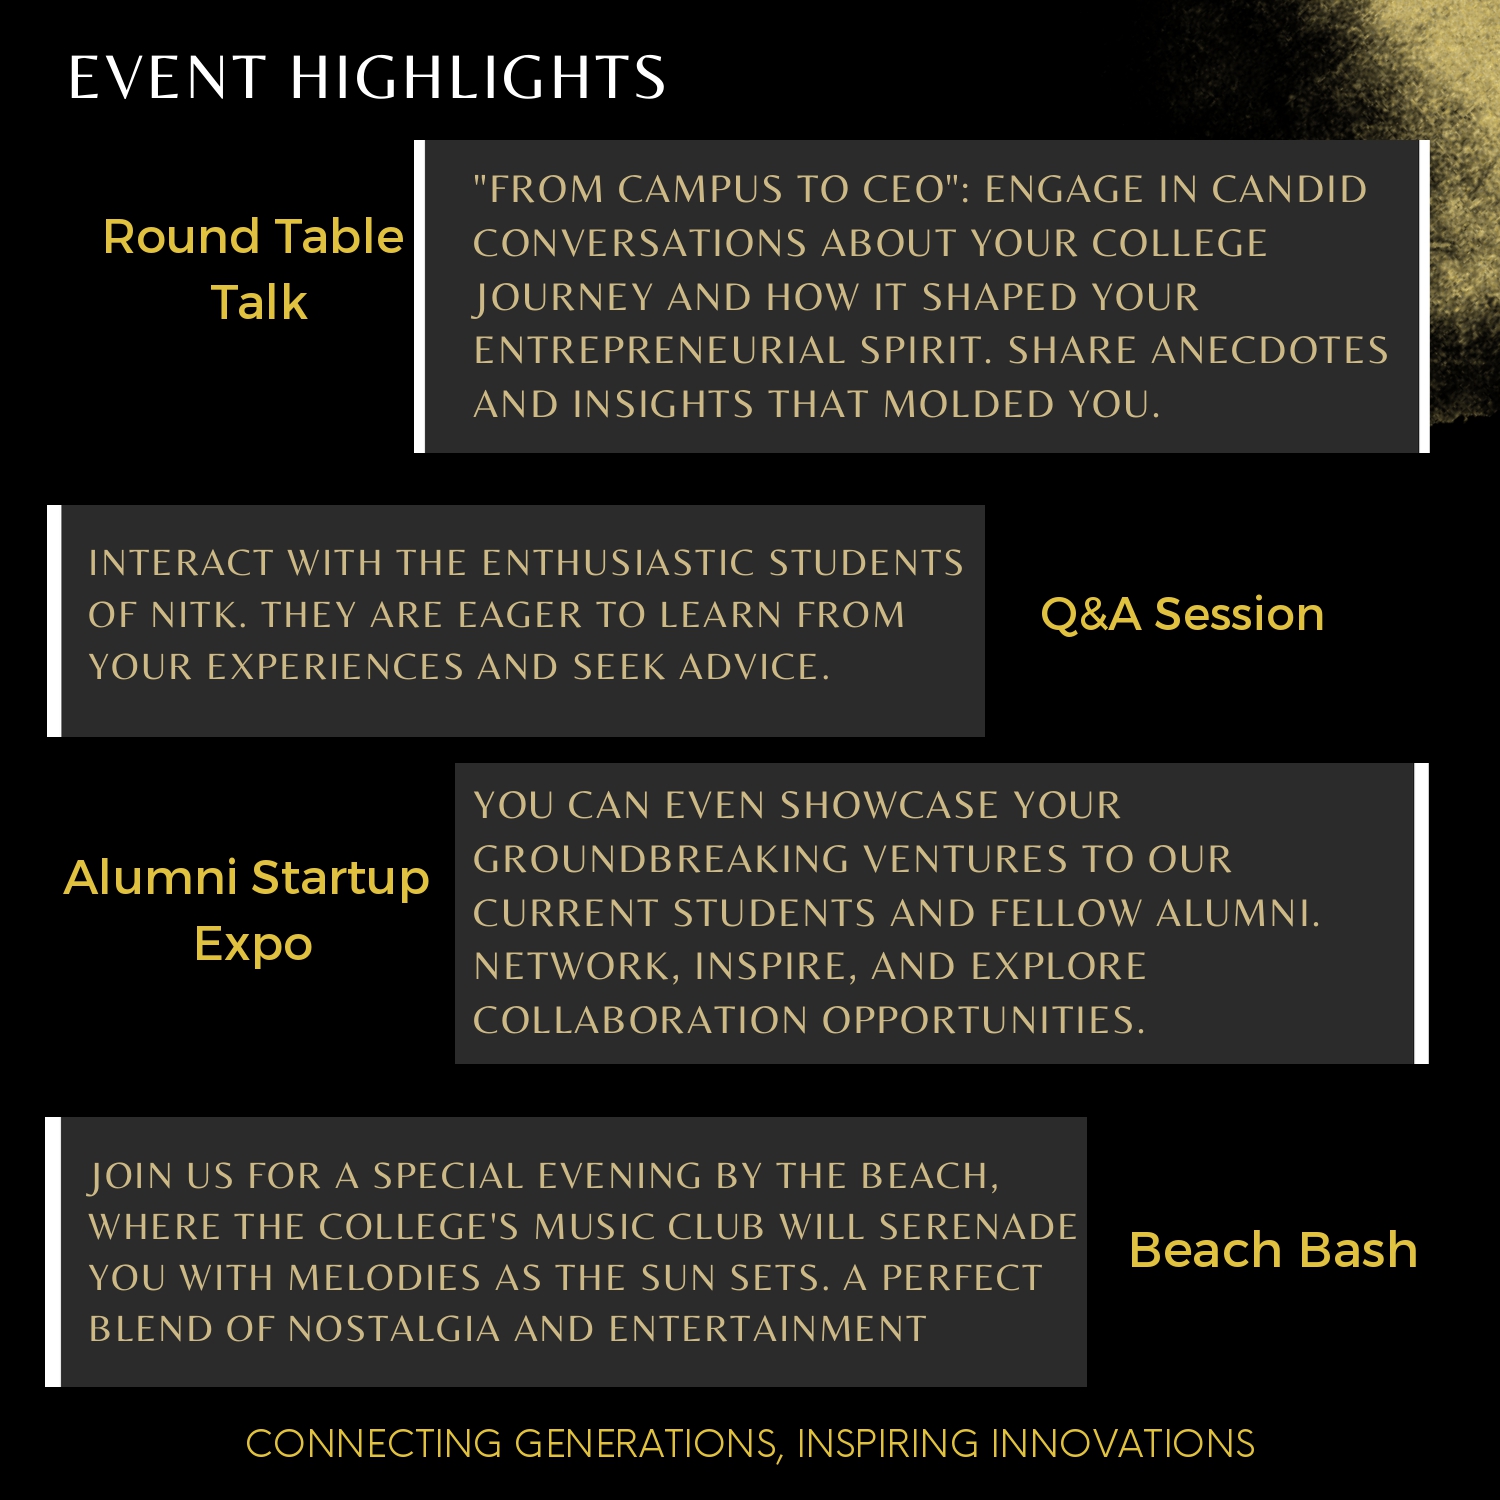 EVENT HIGHLIGHTS
Round Table
Talk
"FROM CAMPUS TO CEO": ENGAGE IN CANDID
CONVERSATIONS ABOUT YOUR COLLEGE
JOURNEY AND HOW IT SHAPED YOUR
ENTREPRENEURIAL SPIRIT. SHARE ANECDOTES
AND INSIGHTS THAT MOLDED YOU.
INTERACT WITH THE ENTHUSIASTIC STUDENTS
OF NITK. THEY ARE EAGER TO LEARN FROM
YOUR EXPERIENCES AND SEEK ADVICE.
Q&A Session
Alumni Startup
Expo
YOU CAN EVEN SHOWCASE YOUR
GROUNDBREAKING VENTURES TO OUR
CURRENT STUDENTS AND FELLOW ALUMNI.
NETWORK, INSPIRE, AND EXPLORE
COLLABORATION OPPORTUNITIES.
JOIN US FOR A SPECIAL EVENING BY THE BEACH,
WHERE THE COLLEGE'S MUSIC CLUB WILL SERENADE
YOU WITH MELODIES AS THE SUN SETS. A PERFECT
BLEND OF NOSTALGIA AND ENTERTAINMENT
Beach Bash
CONNECTING GENERATIONS, INSPIRING INNOVATIONS